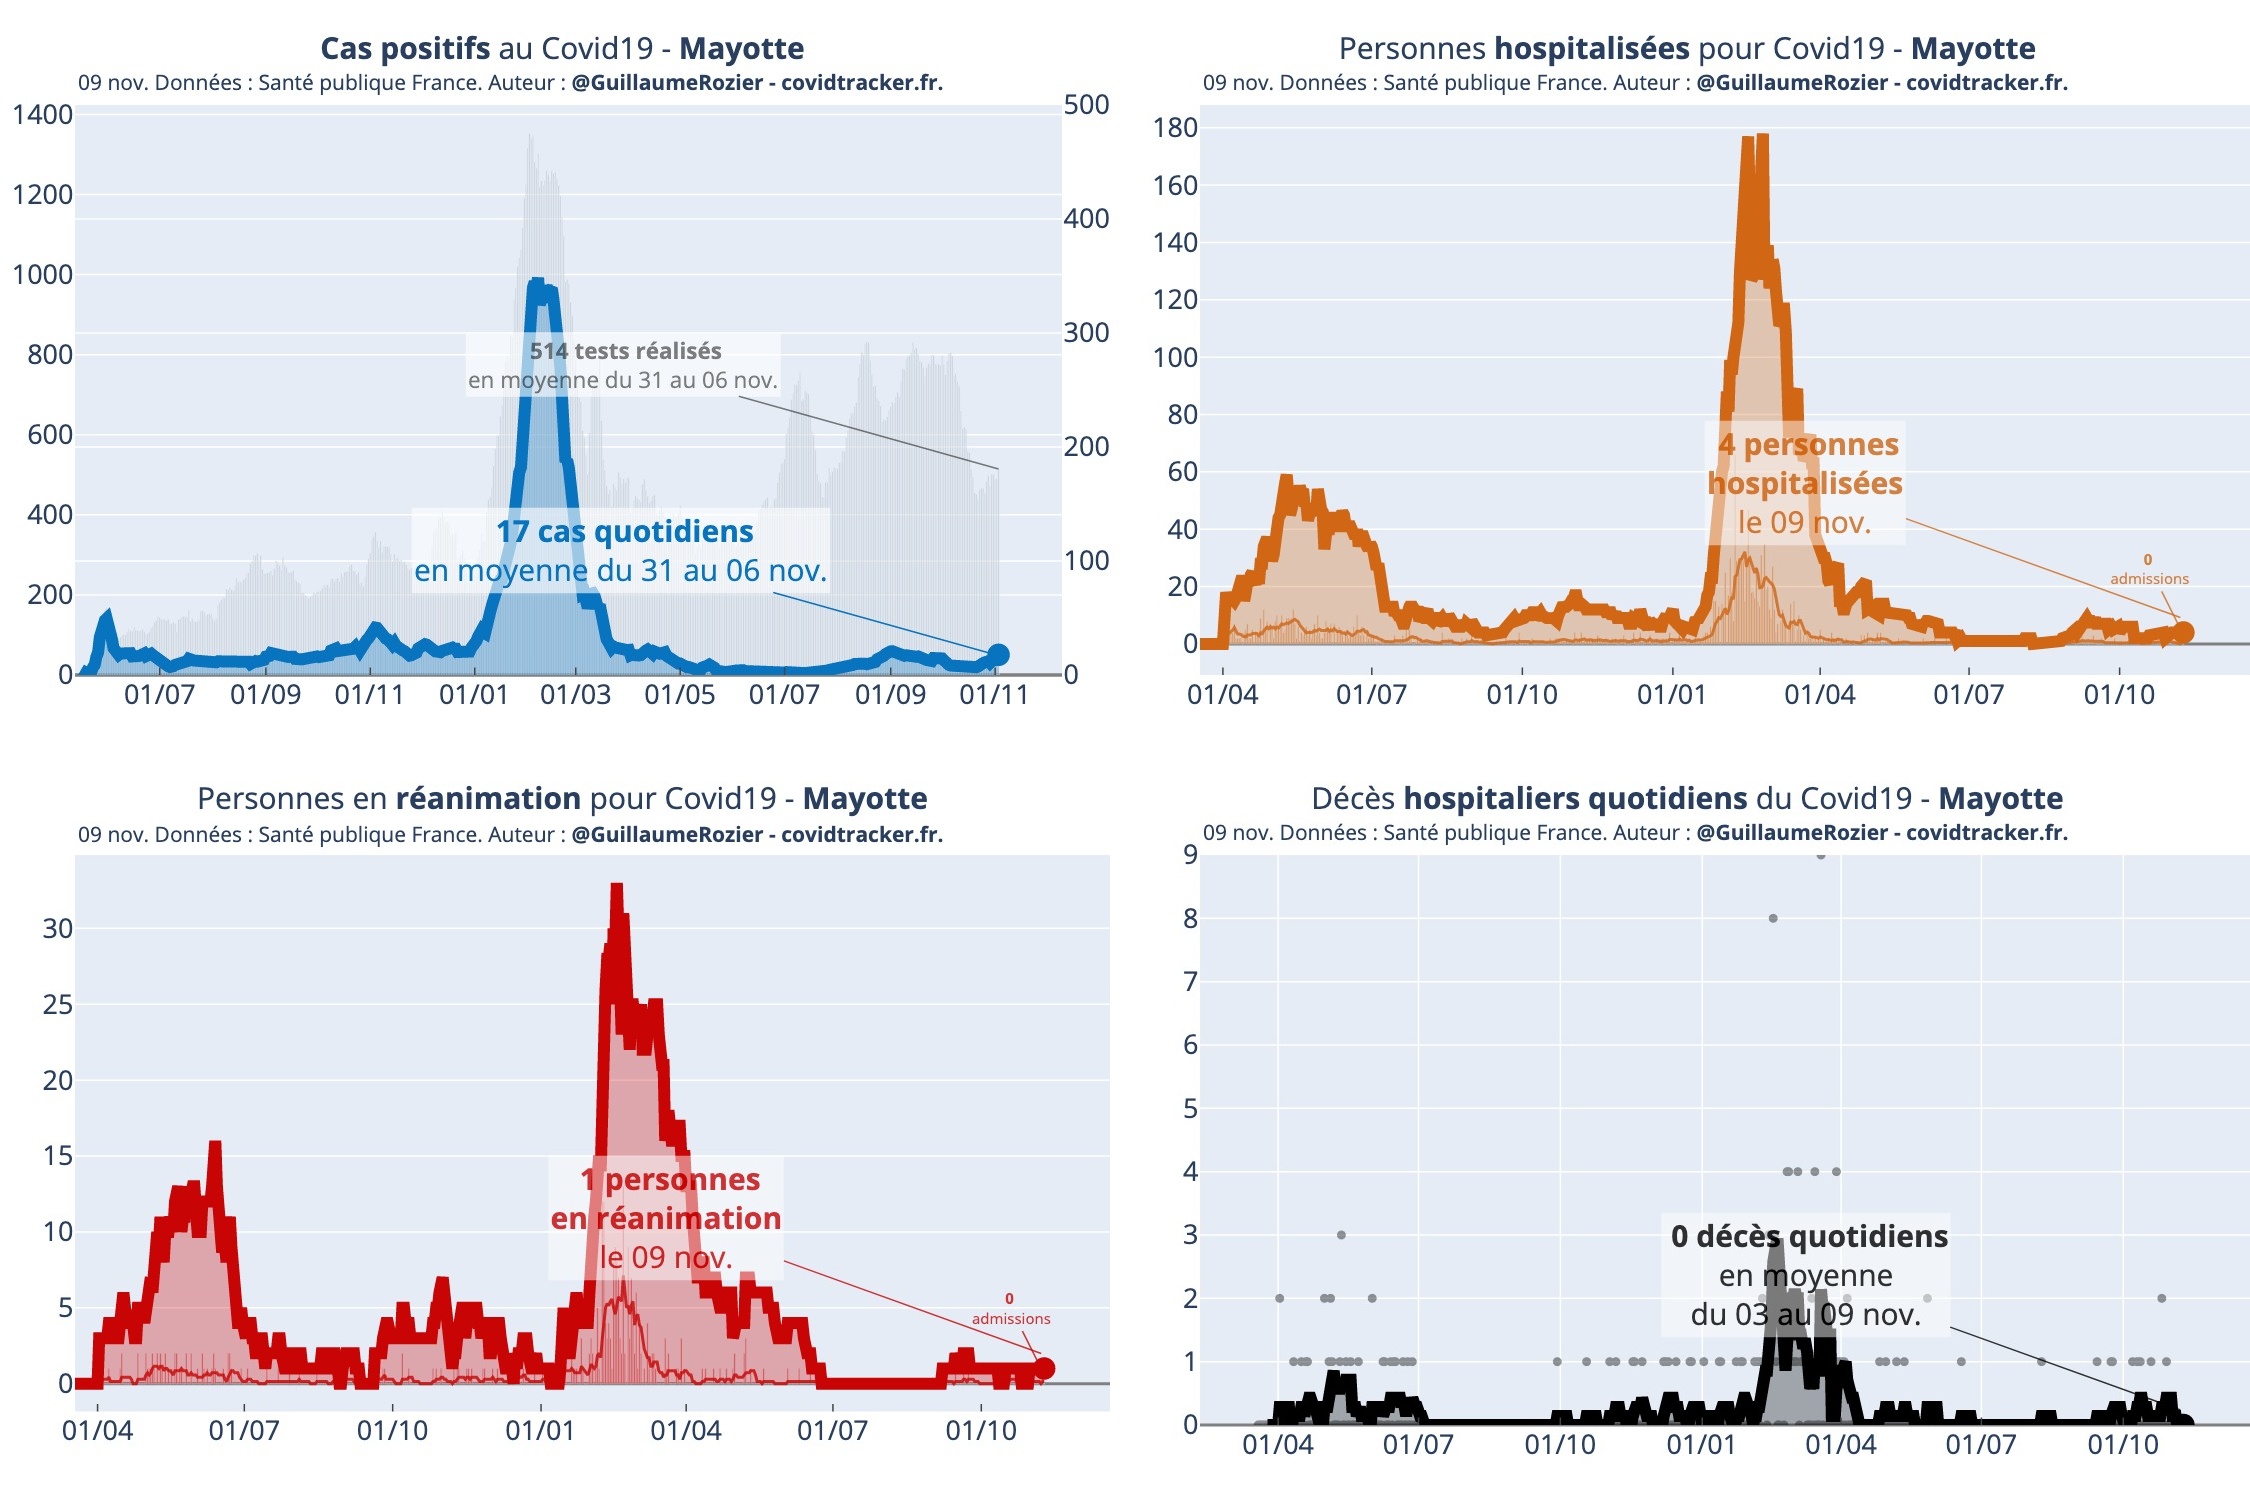 Cas positifs au Covid19 - Mayotte
09 nov. Données : Santé publique France. Auteur : @GuillaumeRozier - covidtracker.fr.
1400
1200
1000
800
600
400
200
0
500
400
300
200
100
0
514 tests réalisés
en moyenne du 31 au 06 nov.
17 cas quotidiens
en moyenne du 31 au 06 nov.
01/07 01/09 01/11 01/01 01/03 01/05 01/07 01/09 01/11
Personnes hospitalisées pour Covid19 - Mayotte
09 nov. Données : Santé publique France. Auteur : @GuillaumeRozier - covidtracker.fr.
180
160
140
120
100
80
60
40
20
0
4 personnes
hospitalisées
le 09 nov.
0
admissions
01/04 01/07 01/10 01/01 01/04 01/07 01/10
Personnes en réanimation pour Covid19 - Mayotte
09 nov. Données : Santé publique France. Auteur : @GuillaumeRozier - covidtracker.fr.
30
25
20
15
10
5
0
1 personnes
en réanimation
le 09 nov.
0
admissions
01/04 01/07 01/10 01/01 01/04 01/07 01/10
Décès hospitaliers quotidiens du Covid19 - Mayotte
09 nov. Données : Santé publique France. Auteur : @GuillaumeRozier - covidtracker.fr.
9
8
7
6
5
4
3
2
1
0
0 décès quotidiens
en moyenne
du 03 au 09 nov.
01/04 01/07 01/10 01/01 01/04 01/07 01/10